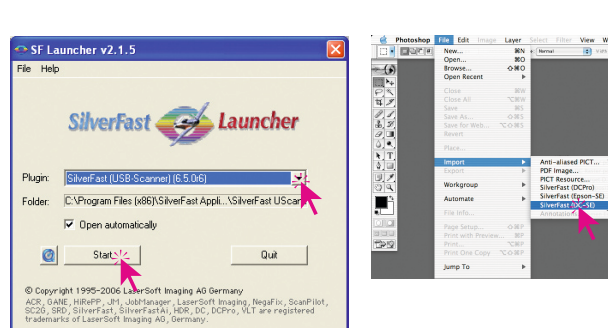 SF Launcher v2.1.5
File Help
SilverFast Launcher
Plugin: SilverFast (USB-Scanner) (6.5.0r6)
Folder: C:\Program Files (x86)\SilverFast Appli...\SilverFast UScan
Open automatically
Start
Quit
© Copyright 1995-2006 LaserSoft Imaging AG Germany
ACR, GANE, HiRePP, JM, JobManager, LaserSoft Imaging, NegaFix, ScanPilot,
SC2G, SRD, SilverFast, SilverFastAi, HDR, DC, DCPro, VLT are registered
trademarks of LaserSoft Imaging AG, Germany.
Photoshop File Edit Image Layer Select Filter View W
New... ⌘N
Open... ⌘O
Browse... ⇧⌘O
Open Recent
Close ⌘W
Close All ⌥⌘W
Save ⌘S
Save As... ⇧⌘S
Save for Web... ⌥⇧⌘S
Revert
Place...
Import
Export
Workgroup
Automate
File Info...
Page Setup... ⇧⌘P
Print with Preview... ⌘P
Print... ⌥⌘P
Print One Copy ⌥⇧⌘P
Jump To
Normal
Anti-aliased PICT...
PDF Image...
PICT Resource...
SilverFast (DCPro)
SilverFast (Epson-SE)
SilverFast (DC-SE)
Annotations